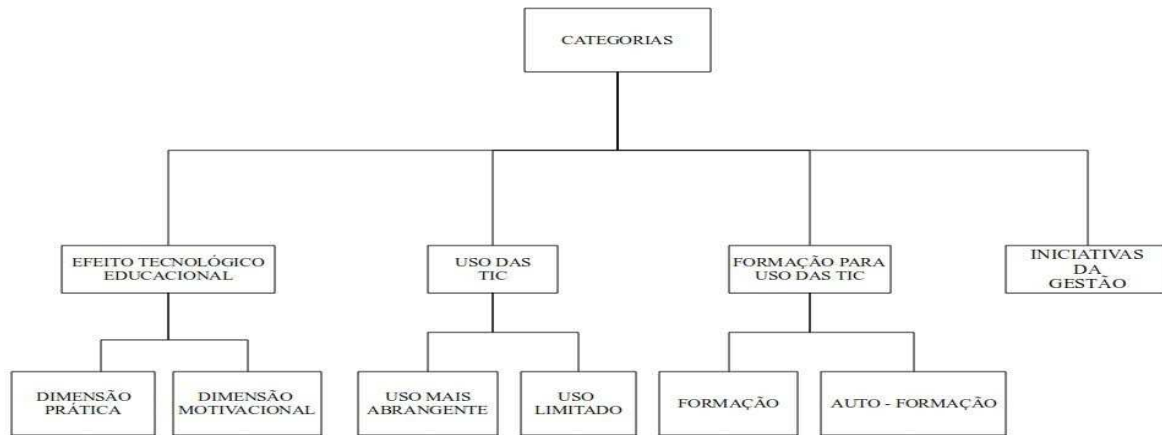 CATEGORIAS
EFEITO TECNOLÓGICO
EDUCACIONAL
USO DAS
TIC
FORMAÇÃO PARA
USO DAS TIC
INICIATIVAS
DA
GESTÃO
DIMENSÃO
PRÁTICA
DIMENSÃO
MOTIVACIONAL
USO MAIS
ABRANGENTE
USO
LIMITADO
FORMAÇÃO
AUTO - FORMAÇÃO